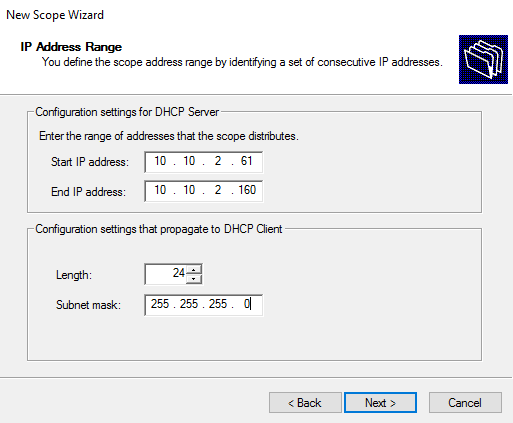 New Scope Wizard
IP Address Range
You define the scope address range by identifying a set of consecutive IP addresses.
Configuration settings for DHCP Server
Enter the range of addresses that the scope distributes.
Start IP address: 10 . 10 . 2 . 61
End IP address: 10 . 10 . 2 . 160
Configuration settings that propagate to DHCP Client
Length: 24
Subnet mask: 255 . 255 . 255 . 0
< Back Next > Cancel